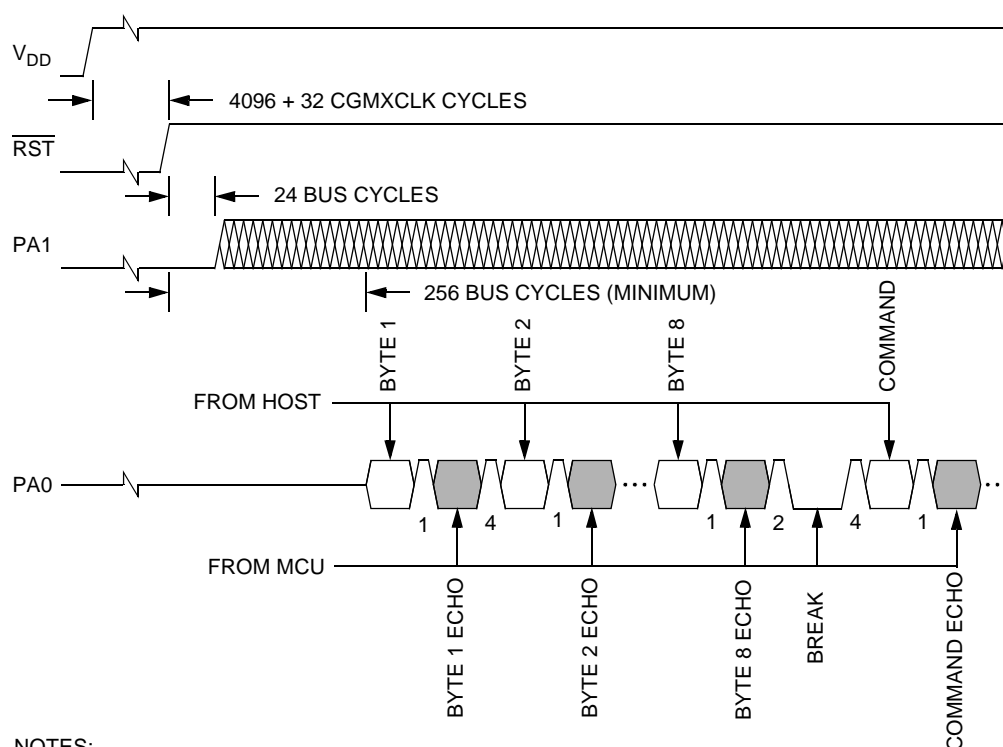 VDD
4096 + 32 CGMXCLK CYCLES
RST
24 BUS CYCLES
PA1
256 BUS CYCLES (MINIMUM)
BYTE 1
BYTE 2
BYTE 8
COMMAND
FROM HOST
PA0
1
4
1
1
2
4
1
FROM MCU
BYTE 1 ECHO
BYTE 2 ECHO
BYTE 8 ECHO
BREAK
COMMAND ECHO
NOTES: